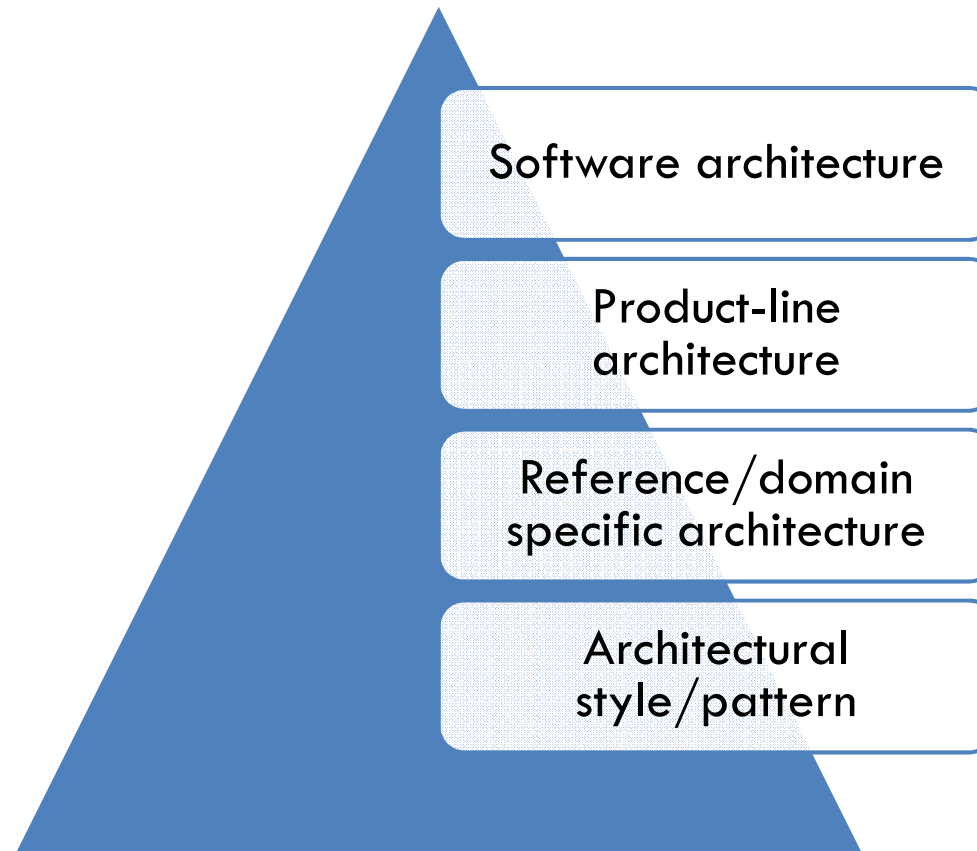 Software architecture
Product-line
architecture
Reference/domain
specific architecture
Architectural
style/pattern